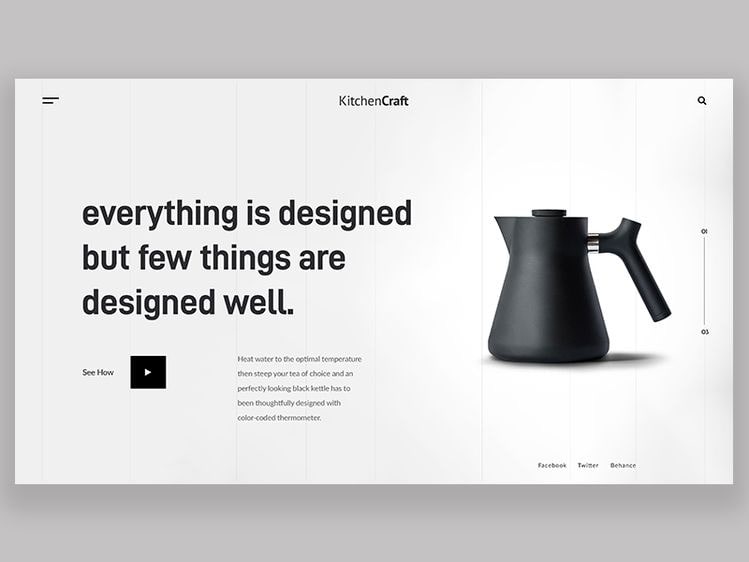 KitchenCraft
everything is designed
but few things are
designed well.
01
03
See How
Heat water to the optimal temperature
then steep your tea of choice and an
perfectly looking black kettle has to
been thoughtfully designed with
color-coded thermometer.
Facebook Twitter Behance